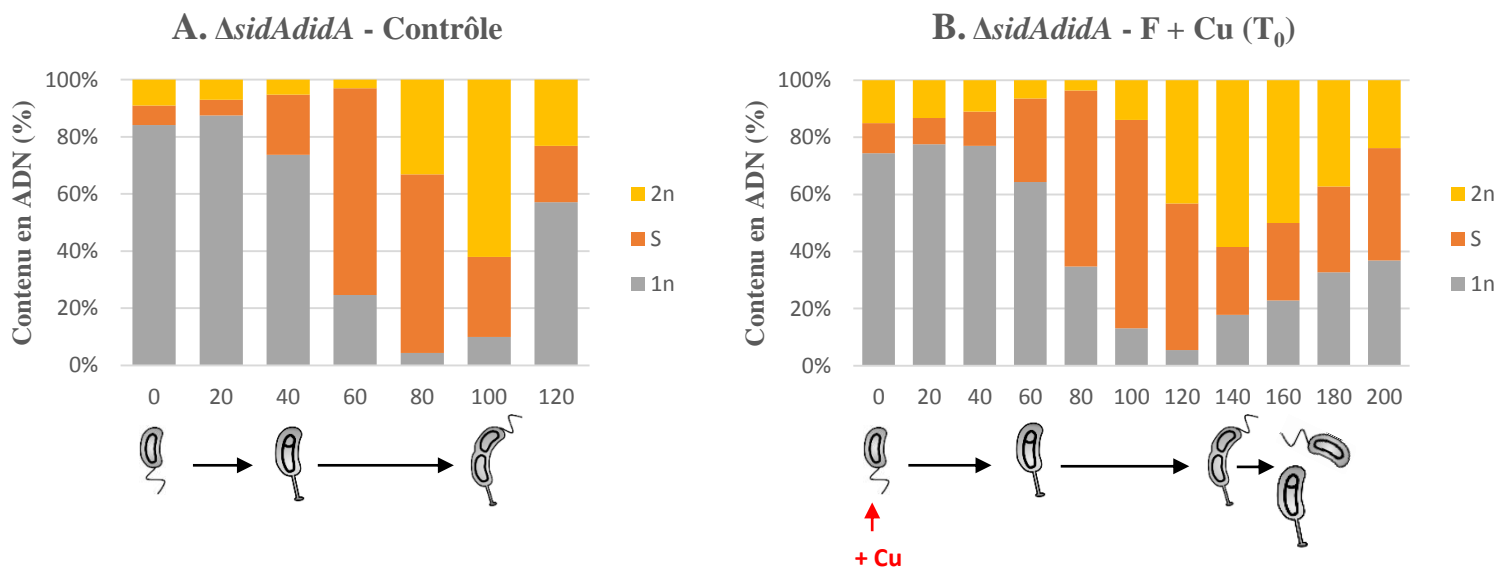 A. ΔsidAdidA - Contrôle
Contenu en ADN (%)
100%
80%
60%
40%
20%
0%
0 20 40 60 80 100 120
2n
S
1n
B. ΔsidAdidA - F + Cu (T₀)
Contenu en ADN (%)
100%
80%
60%
40%
20%
0%
0 20 40 60 80 100 120 140 160 180 200
2n
S
1n
+ Cu